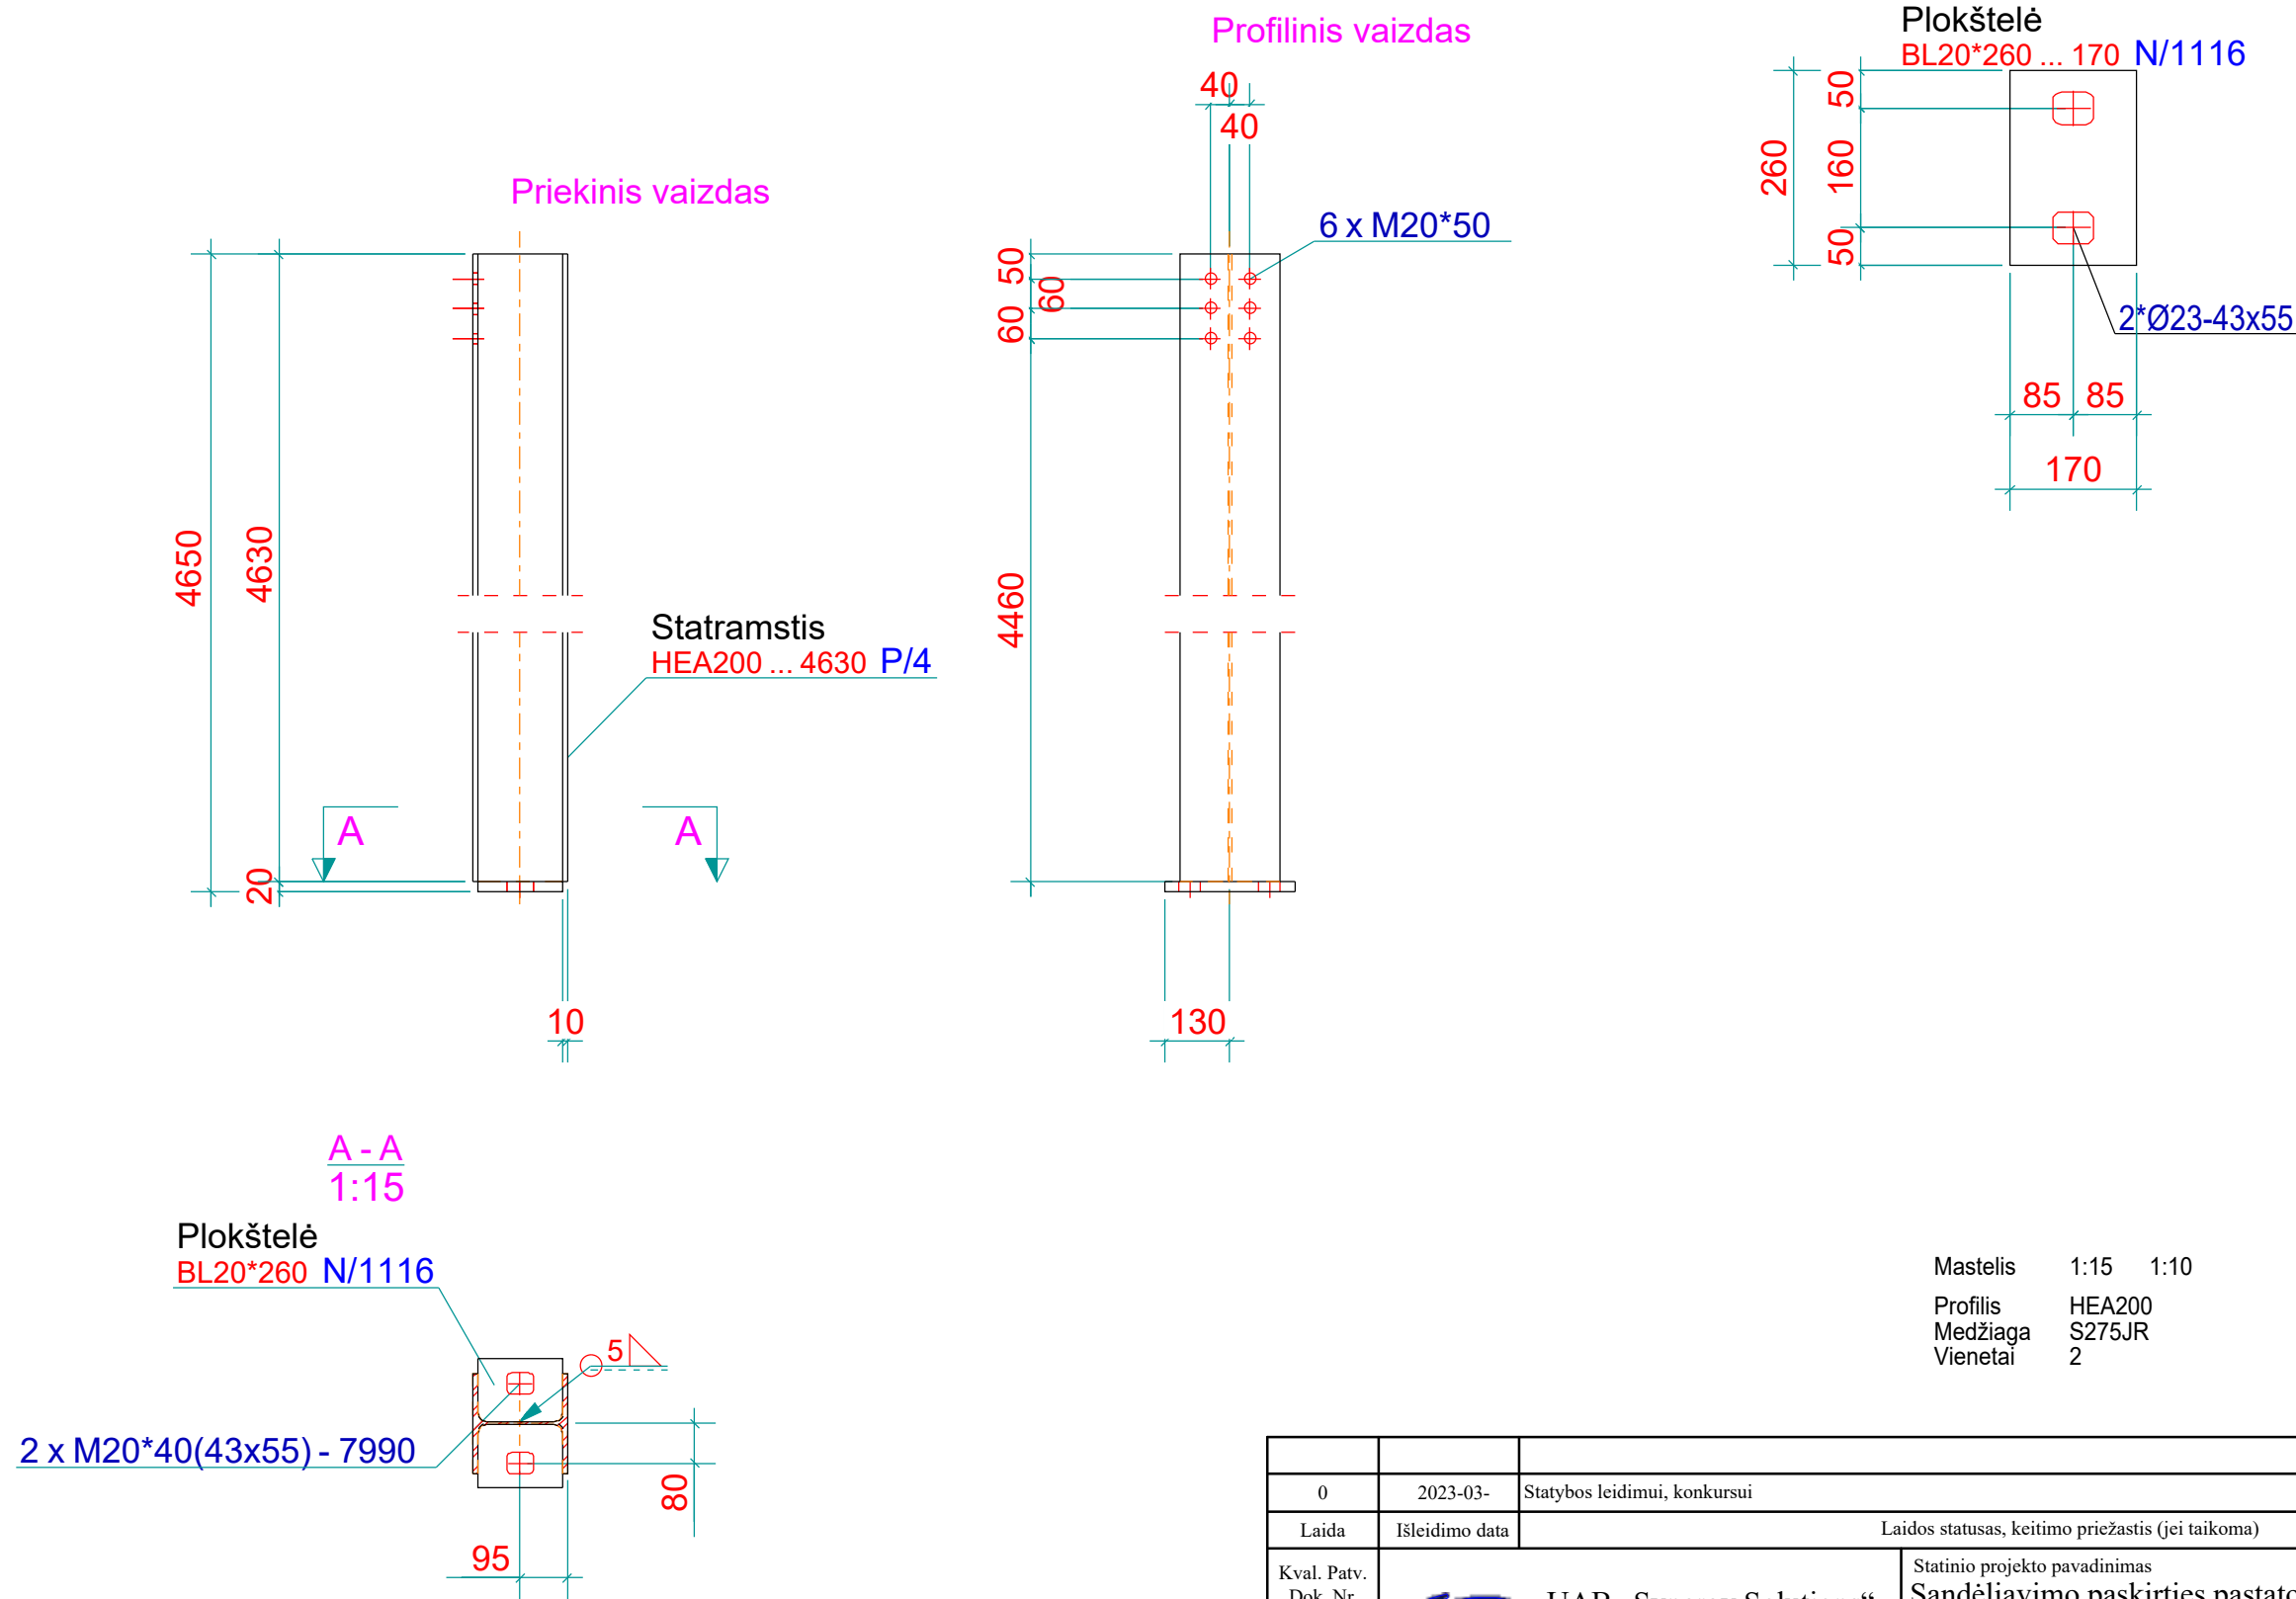 Profilinis vaizdas
40
40
Priekinis vaizdas
6 x M20*50
50
60
60
4650
4630
4460
Statramstis
HEA200 ... 4630 P/4
A
A
20
10
130
Plokštelė
BL20*260 ... 170 N/1116
50
160
50
260
2*Ø23-43x55
85
85
170
A - A
1:15
Plokštelė
BL20*260 N/1116
5
2 x M20*40(43x55) - 7990
80
95
Mastelis 1:15 1:10
Profilis HEA200
Medžiaga S275JR
Vienetai 2
0 2023-03- Statybos leidimui, konkursui
Laida Išleidimo data Laidos statusas, keitimo priežastis (jei taikoma)
Kval. Patv.
Dok. Nr.
Statinio projekto pavadinimas
Sandėliavimo paskirties